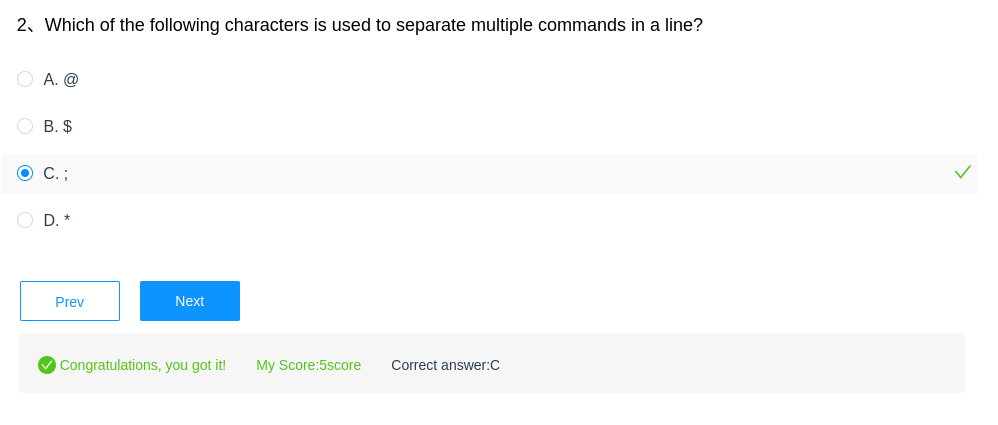 2、Which of the following characters is used to separate multiple commands in a line?
A. @
B. $
C. ;
D. *
Prev Next
Congratulations, you got it! My Score:5score Correct answer:C